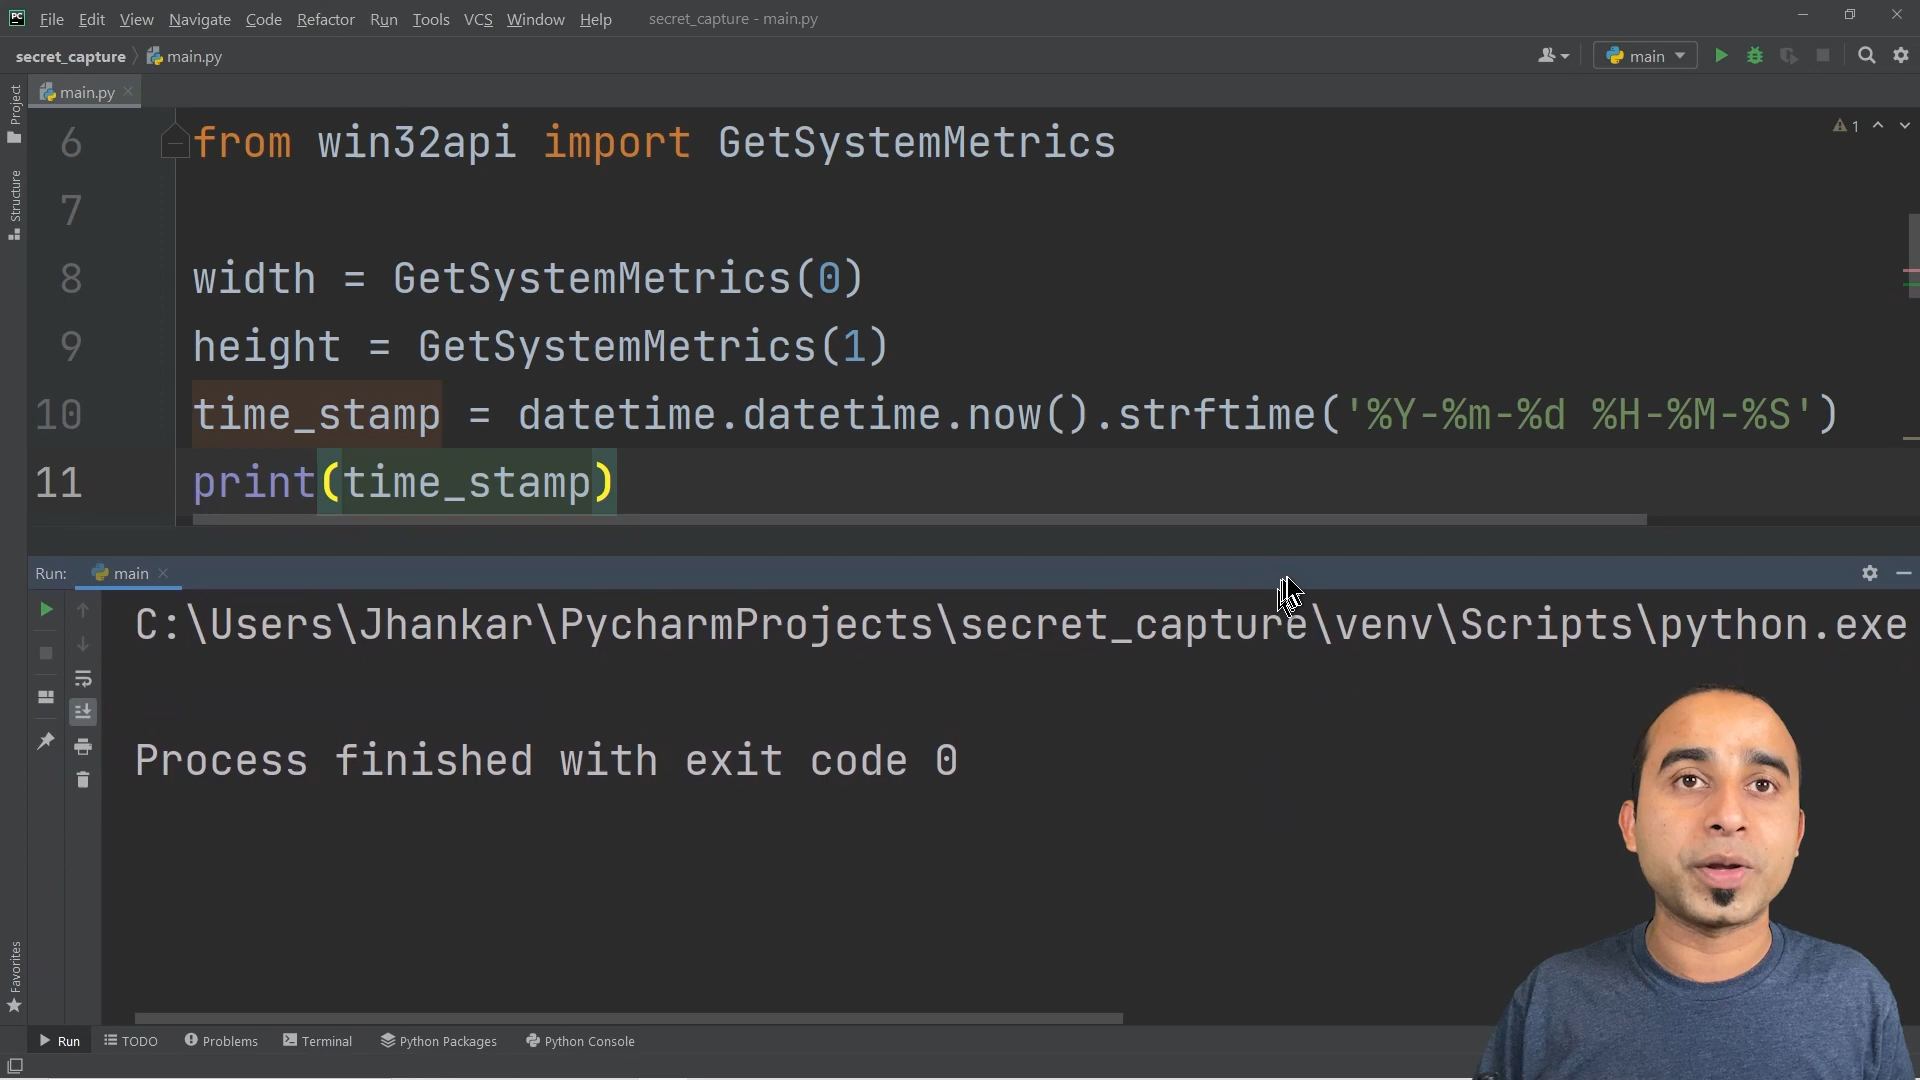 PC File Edit View Navigate Code Refactor Run Tools VCS Window Help secret_capture - main.py
secret_capture main.py main
main.py
Project
Structure
Favorites
1
6 from win32api import GetSystemMetrics
7
8 width = GetSystemMetrics(0)
9 height = GetSystemMetrics(1)
10 time_stamp = datetime.datetime.now().strftime('%Y-%m-%d %H-%M-%S')
11 print(time_stamp)
Run: main
C:\Users\Jhankar\PycharmProjects\secret_capture\venv\Scripts\python.exe
Process finished with exit code 0
Run TODO Problems Terminal Python Packages Python Console